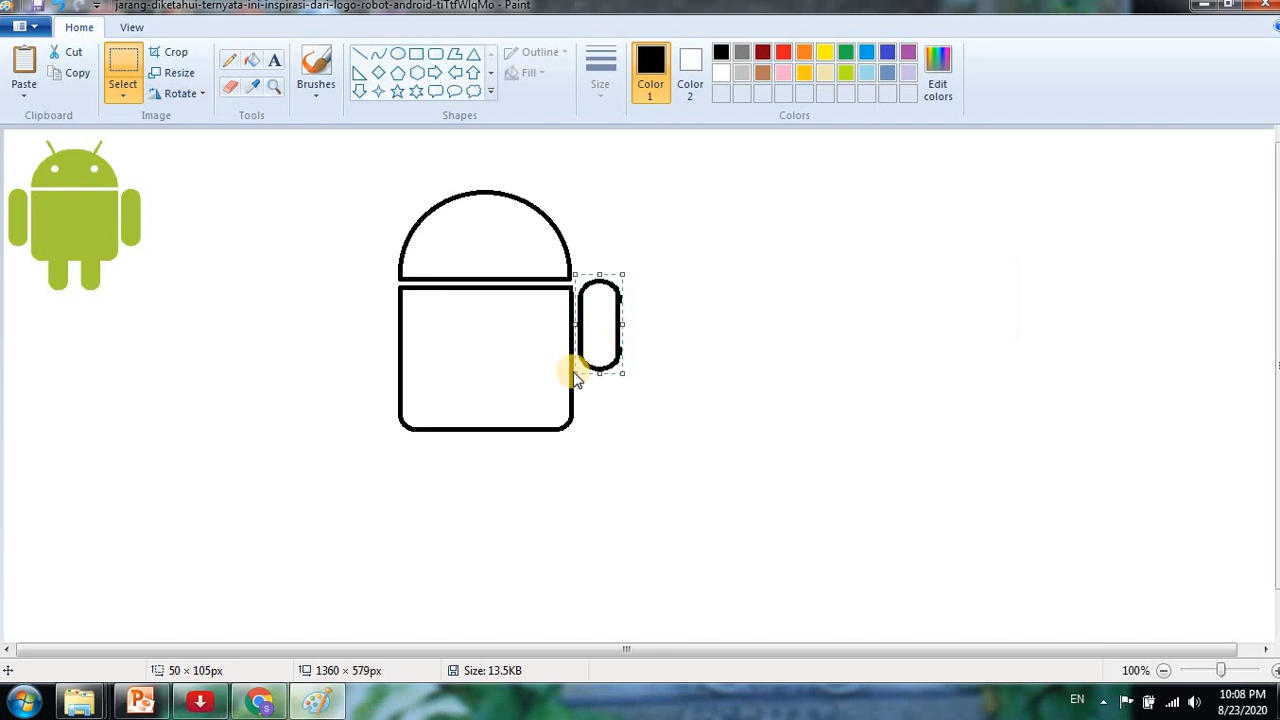 jarang-diketahui-ternyata-ini-inspirasi-dari-logo-robot-android-tiTtfWlqMo - Paint
Home View
Paste
Cut
Copy
Clipboard
Select
Crop
Resize
Rotate
Image
Tools
Brushes
Shapes
Outline
Fill
Size
Color 1
Color 2
Edit colors
Colors
50 × 105px
1360 × 579px
Size: 13.5KB
100%
EN
10:08 PM
8/23/2020